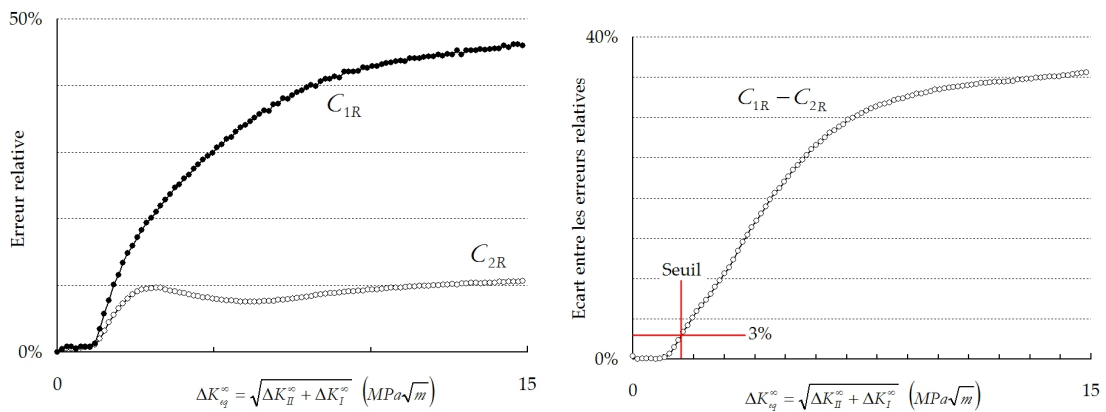 50%
Erreur relative
C₁R
C₂R
0%
0
15
ΔK∞eq = √ΔK∞II + ΔK∞I (MPa√m)
40%
Ecart entre les erreurs relatives
C₁R − C₂R
Seuil
3%
0%
0
15
ΔK∞eq = √ΔK∞II + ΔK∞I (MPa√m)